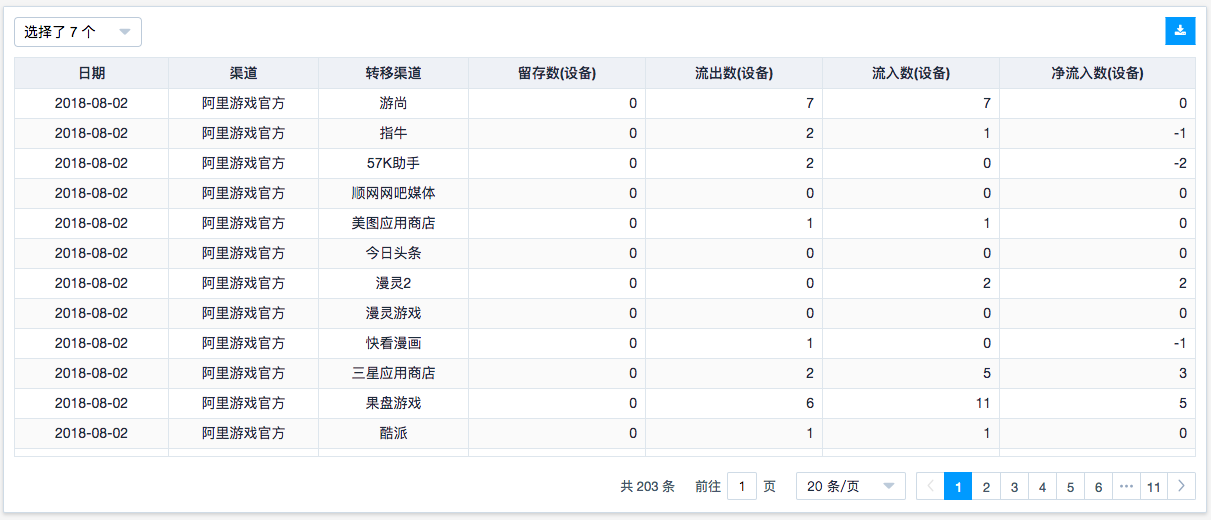 选择了 7 个
日期 渠道 转移渠道 留存数(设备) 流出数(设备) 流入数(设备) 净流入数(设备)
2018-08-02 阿里游戏官方 游尚 0 7 7 0
2018-08-02 阿里游戏官方 指牛 0 2 1 -1
2018-08-02 阿里游戏官方 57K助手 0 2 0 -2
2018-08-02 阿里游戏官方 顺网网吧媒体 0 0 0 0
2018-08-02 阿里游戏官方 美图应用商店 0 1 1 0
2018-08-02 阿里游戏官方 今日头条 0 0 0 0
2018-08-02 阿里游戏官方 漫灵2 0 0 2 2
2018-08-02 阿里游戏官方 漫灵游戏 0 0 0 0
2018-08-02 阿里游戏官方 快看漫画 0 1 0 -1
2018-08-02 阿里游戏官方 三星应用商店 0 2 5 3
2018-08-02 阿里游戏官方 果盘游戏 0 6 11 5
2018-08-02 阿里游戏官方 酷派 0 1 1 0
共 203 条 前往 1 页 20 条/页 1 2 3 4 5 6 ··· 11